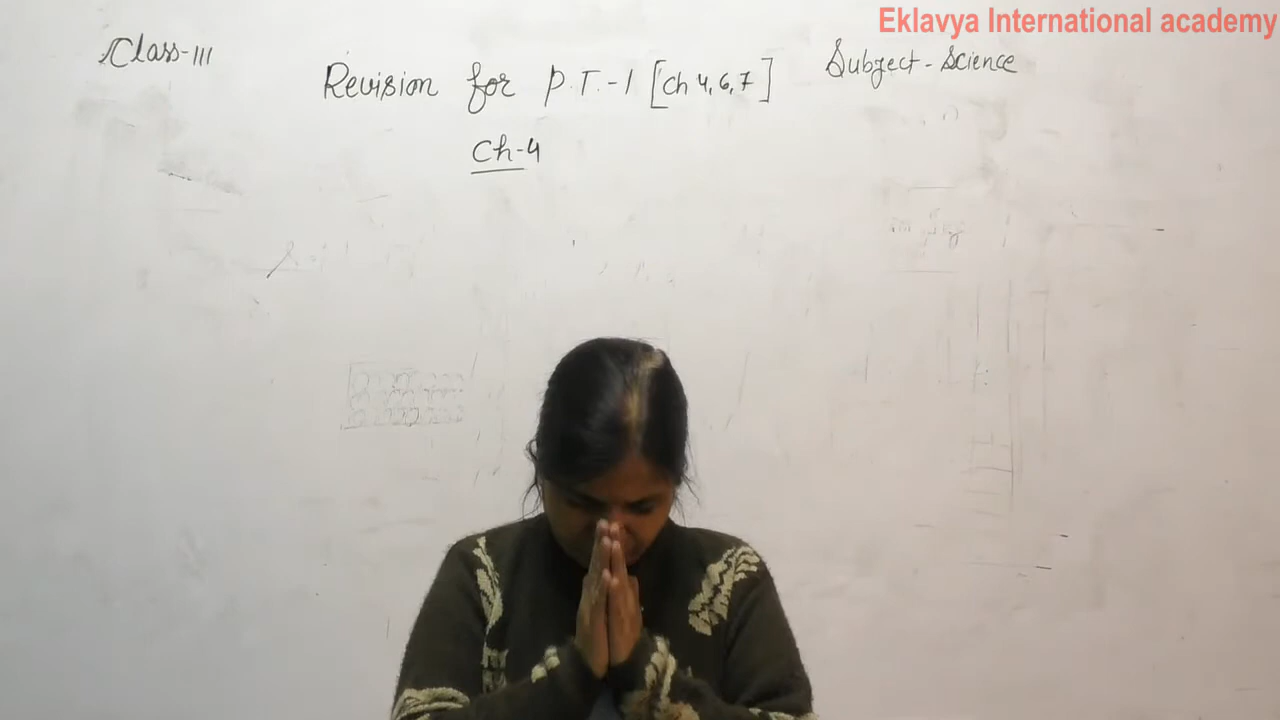 Eklavya International academy
Class-III
Revision for P.T.-1 [Ch 4,6,7]
Subject - Science
Ch-4